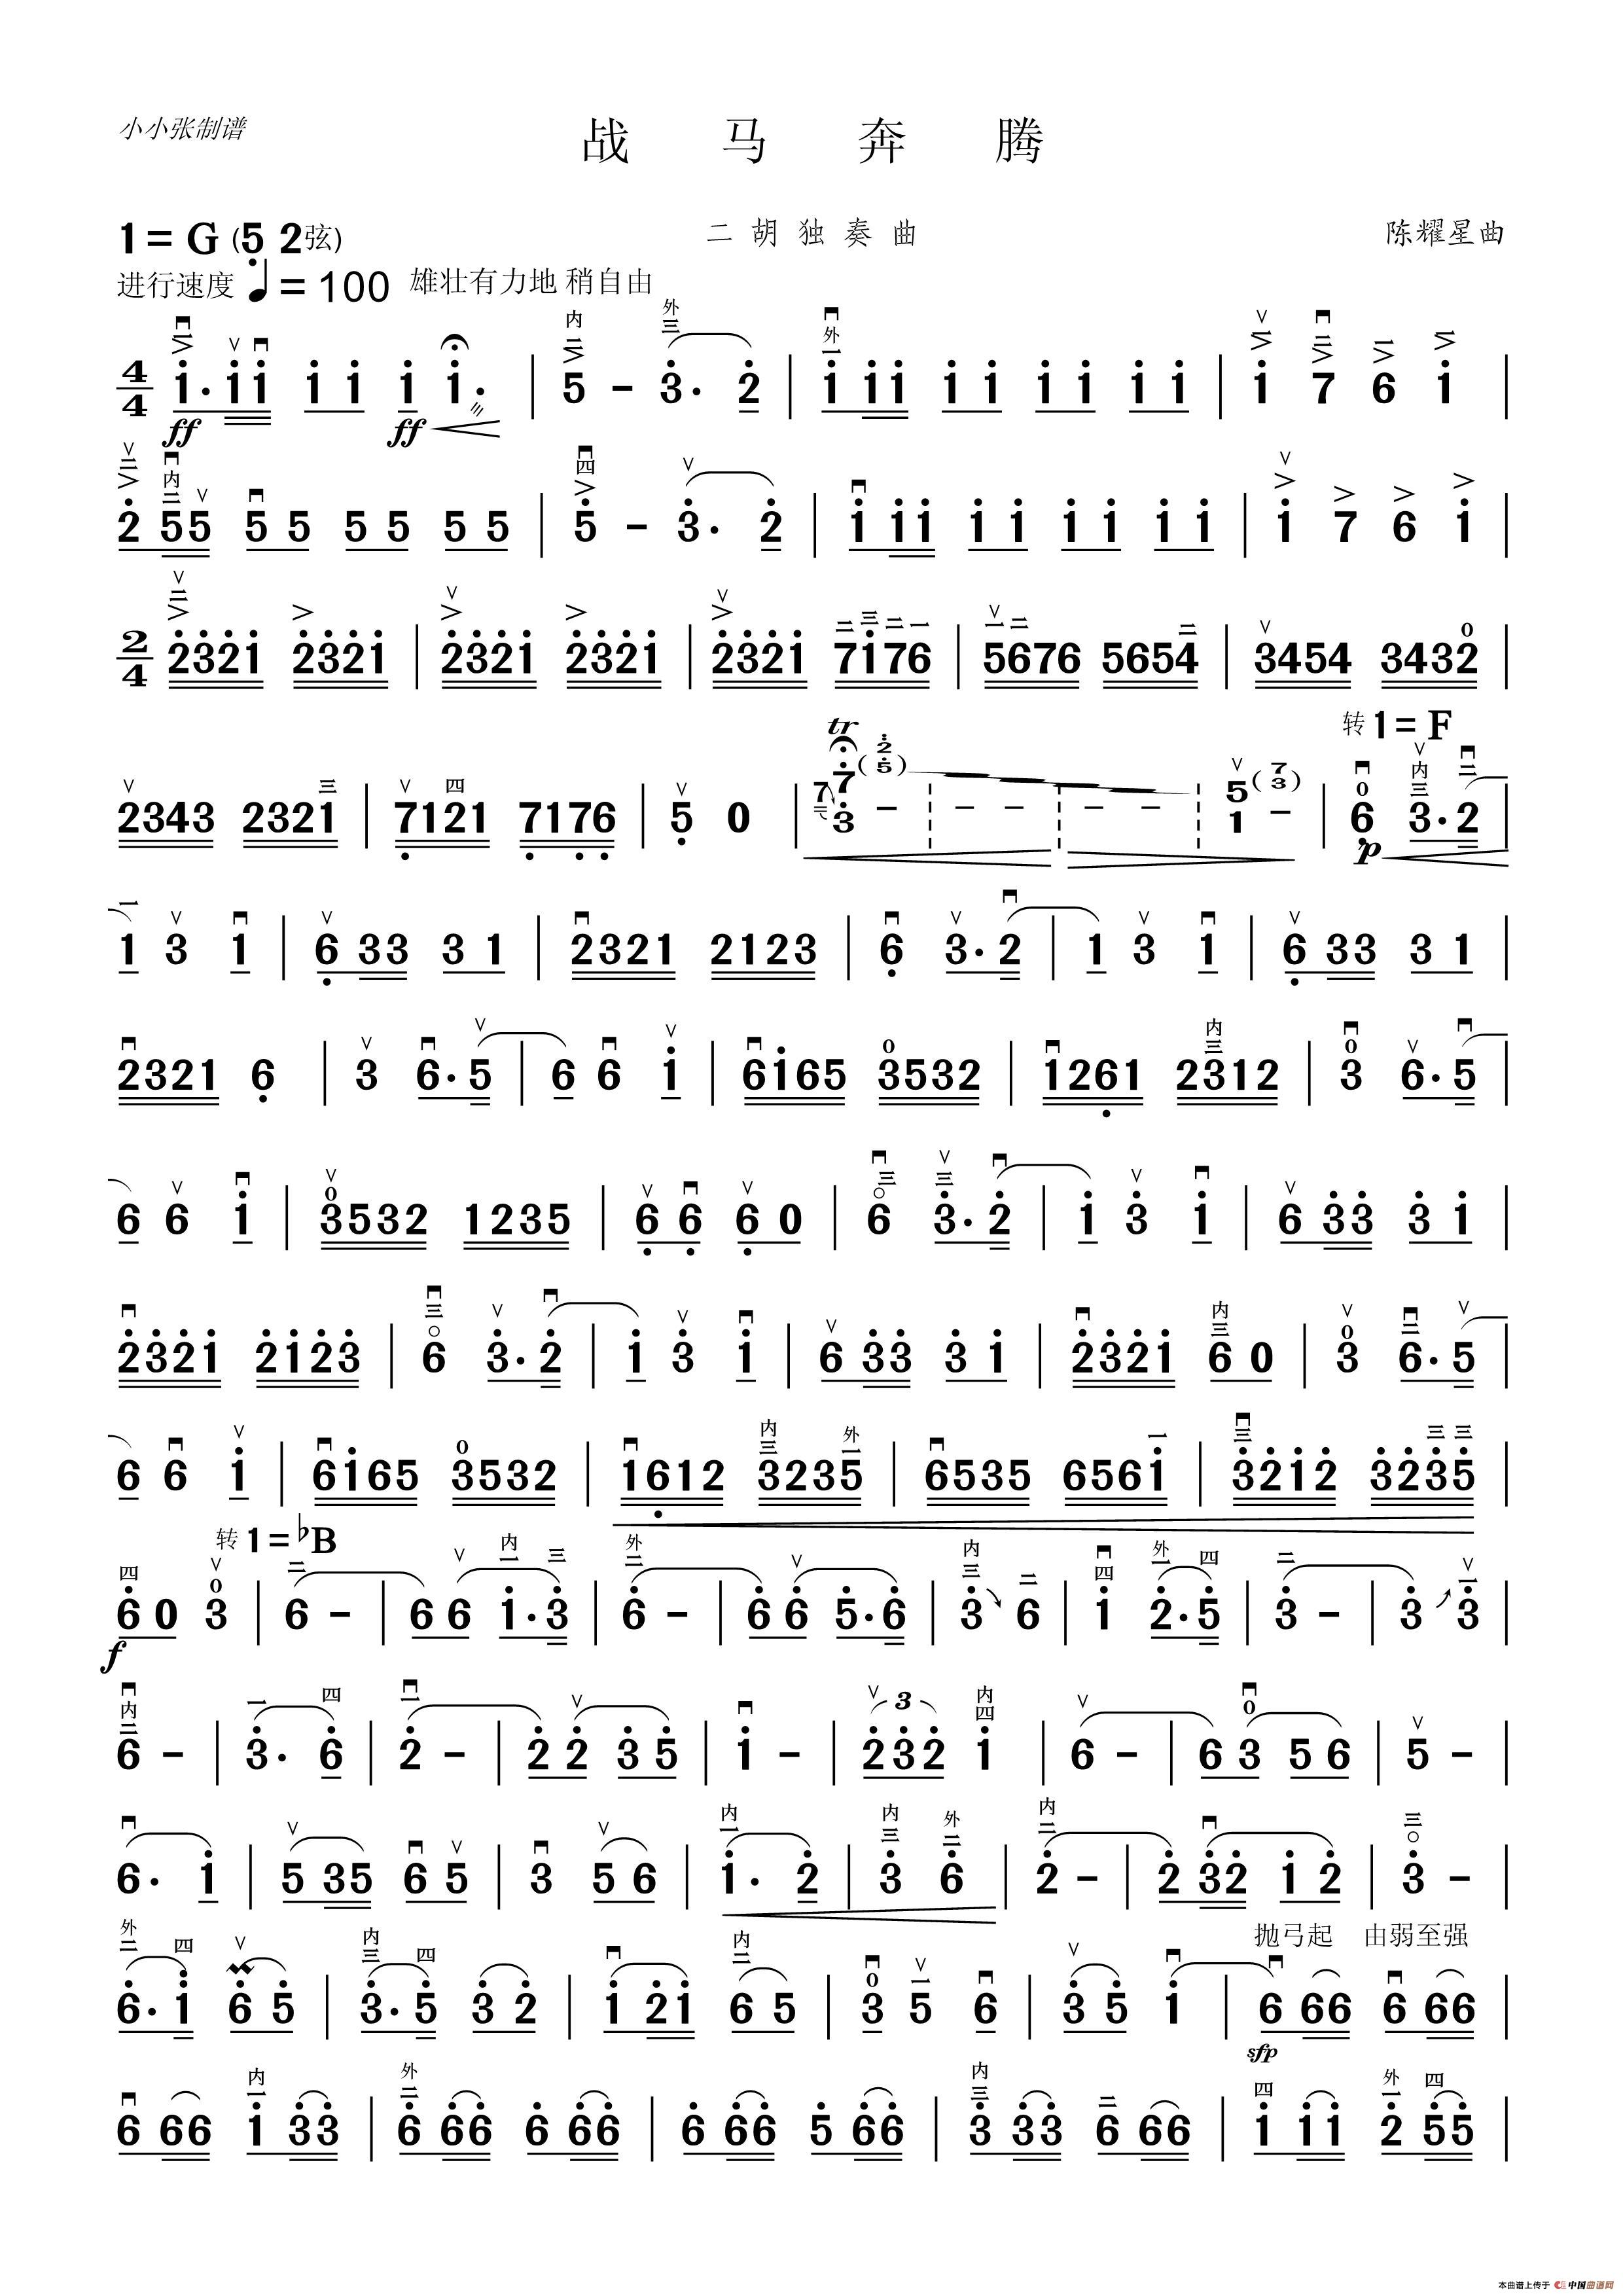 小小张制谱
战马奔腾
1=G (5 2弦)
二胡独奏曲
陈耀星曲
进行速度 ♩=100 雄壮有力地 稍自由
4/4 1·11 1 1 1 1· | 5 - 3· 2 | 1 11 1 1 1 1 1 1 | 1 7 6 1 |
ff ff
2 55 5 5 5 5 5 5 | 5 - 3· 2 | 1 11 1 1 1 1 1 1 | 1 7 6 1 |
2/4 2321 2321 | 2321 2321 | 2321 7176 | 5676 5654 | 3454 3432 |
转 1=F
2343 2321 | 7121 7176 | 5 0 | 7 3 - - - - - 5 1 - | 6 3·2 |
tr
p
1 3 1 | 6 33 3 1 | 2321 2123 | 6 3·2 | 1 3 1 | 6 33 3 1 |
2321 6 | 3 6·5 | 6 6 1 | 6165 3532 | 1261 2312 | 3 6·5 |
6 6 1 | 3532 1235 | 6 6 6 0 | 6 3·2 | 1 3 1 | 6 33 3 1 |
2321 2123 | 6 3·2 | 1 3 1 | 6 33 3 1 | 2321 6 0 | 3 6·5 |
6 6 1 | 6165 3532 | 1612 3235 | 6535 6561 | 3212 3235 |
转 1=♭B
6 0 3 | 6 - | 6 6 1·3 | 6 - | 6 6 5·6 | 3 6 | 1 2·5 | 3 - | 3 3 |
f
6 - | 3· 6 | 2 - | 2 2 3 5 | 1 - | 232 1 | 6 - | 6 3 5 6 | 5 - |
6· 1 | 5 35 6 5 | 3 5 6 | 1· 2 | 3 6 | 2 - | 2 32 1 2 | 3 - |
抛弓起 由弱至强
6·1 6 5 | 3·5 3 2 | 1 21 6 5 | 3 5 6 | 3 5 1 | 6 66 6 66 |
sfp
6 66 1 33 | 6 66 6 66 | 6 66 5 66 | 3 33 6 66 | 1 11 2 55 |
本曲谱上传于 中国曲谱网